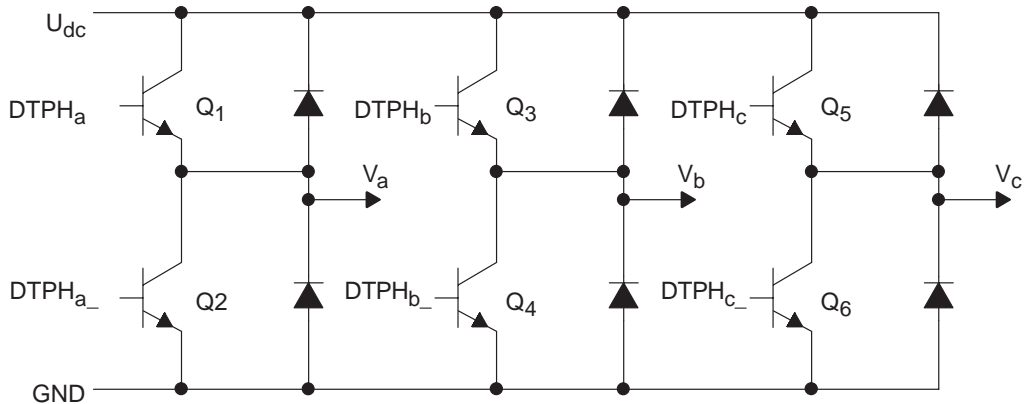 U_dc
DTPH_a Q_1 DTPH_b Q_3 DTPH_c Q_5
V_a V_b V_c
DTPH_a_ Q2 DTPH_b_ Q_4 DTPH_c_ Q_6
GND